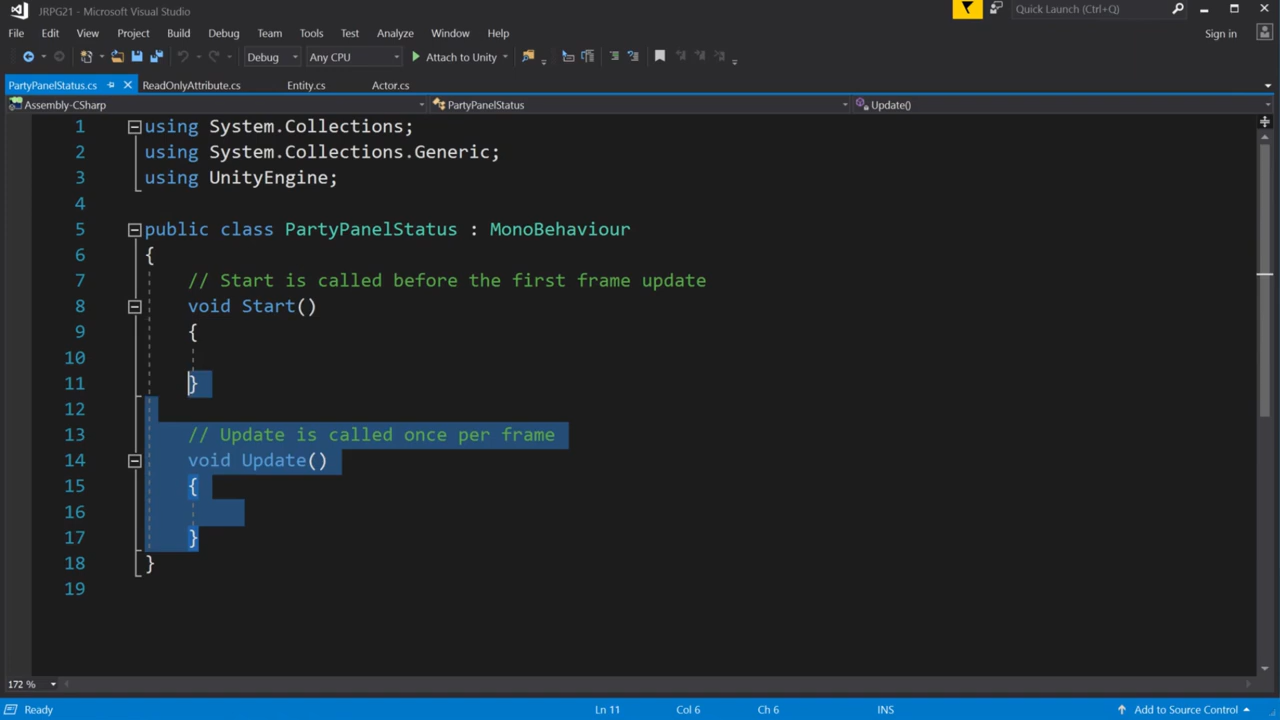 JRPG21 - Microsoft Visual Studio
Quick Launch (Ctrl+Q)
File Edit View Project Build Debug Team Tools Test Analyze Window Help
Sign in
Debug Any CPU Attach to Unity
PartyPanelStatus.cs ReadOnlyAttribute.cs Entity.cs Actor.cs
Assembly-CSharp PartyPanelStatus Update()
1 using System.Collections;
2 using System.Collections.Generic;
3 using UnityEngine;
4
5 public class PartyPanelStatus : MonoBehaviour
6 {
7 // Start is called before the first frame update
8 void Start()
9 {
10
11 }
12
13 // Update is called once per frame
14 void Update()
15 {
16
17 }
18 }
19
172 %
Ready Ln 11 Col 6 Ch 6 INS Add to Source Control